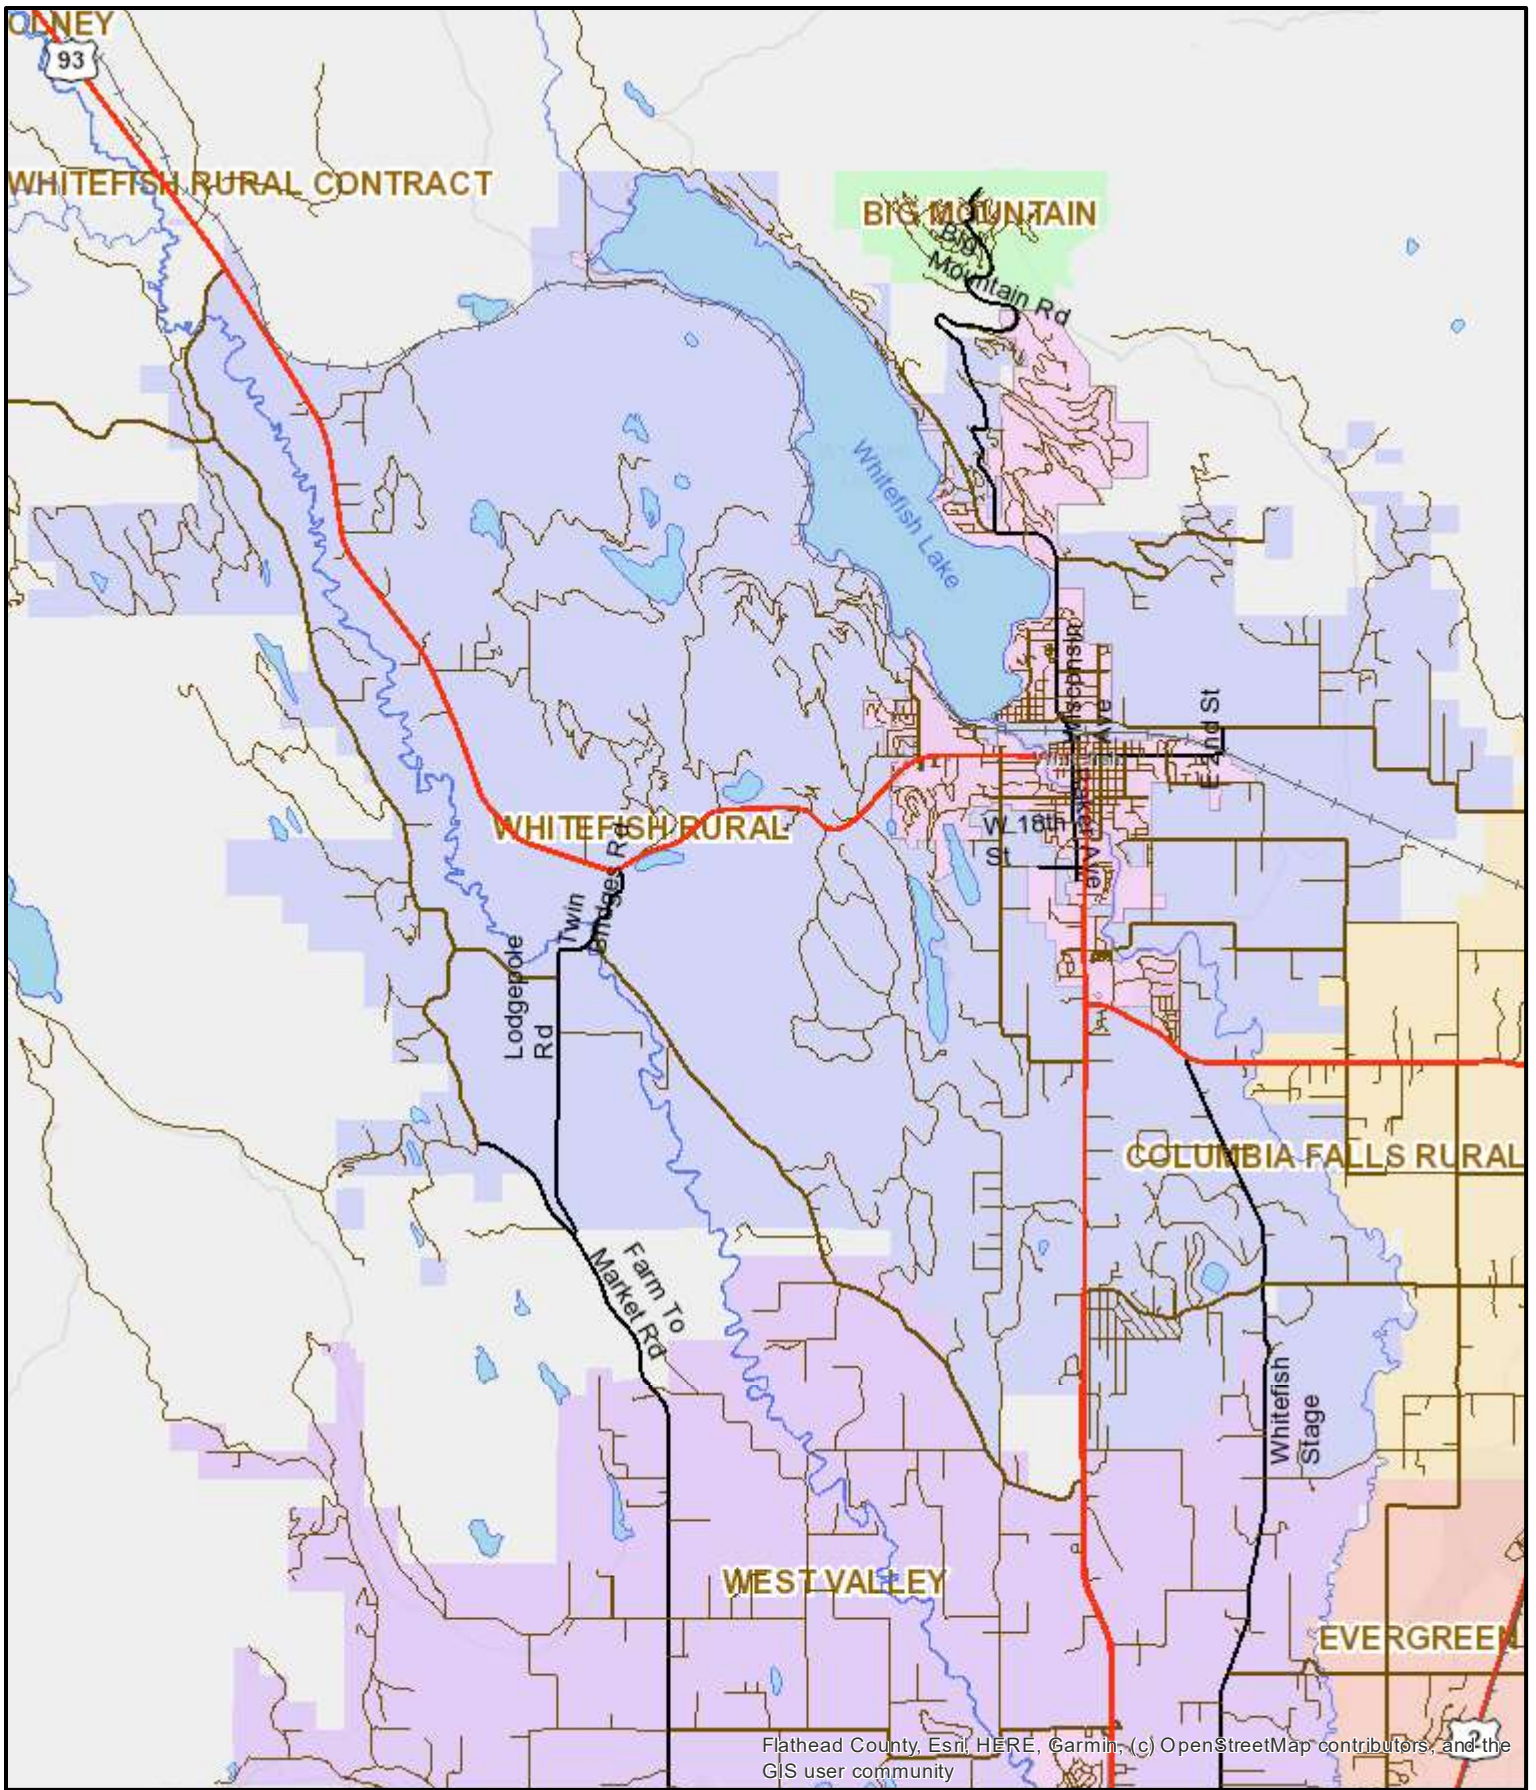 OLNEY
93
WHITEFISH RURAL CONTRACT
BIG MOUNTAIN
Big
Mountain Rd
Whitefish Lake
Wisconsin
Ave
E 2nd St
WHITEFISH RURAL
W 18th
St
Baker Ave
Twin
Bridges Rd
Lodgepole
Rd
COLUMBIA FALLS RURAL
Farm To
Market Rd
Whitefish
Stage
WEST VALLEY
EVERGREEN
2
Flathead County, Esri, HERE, Garmin, (c) OpenStreetMap contributors, and the
GIS user community